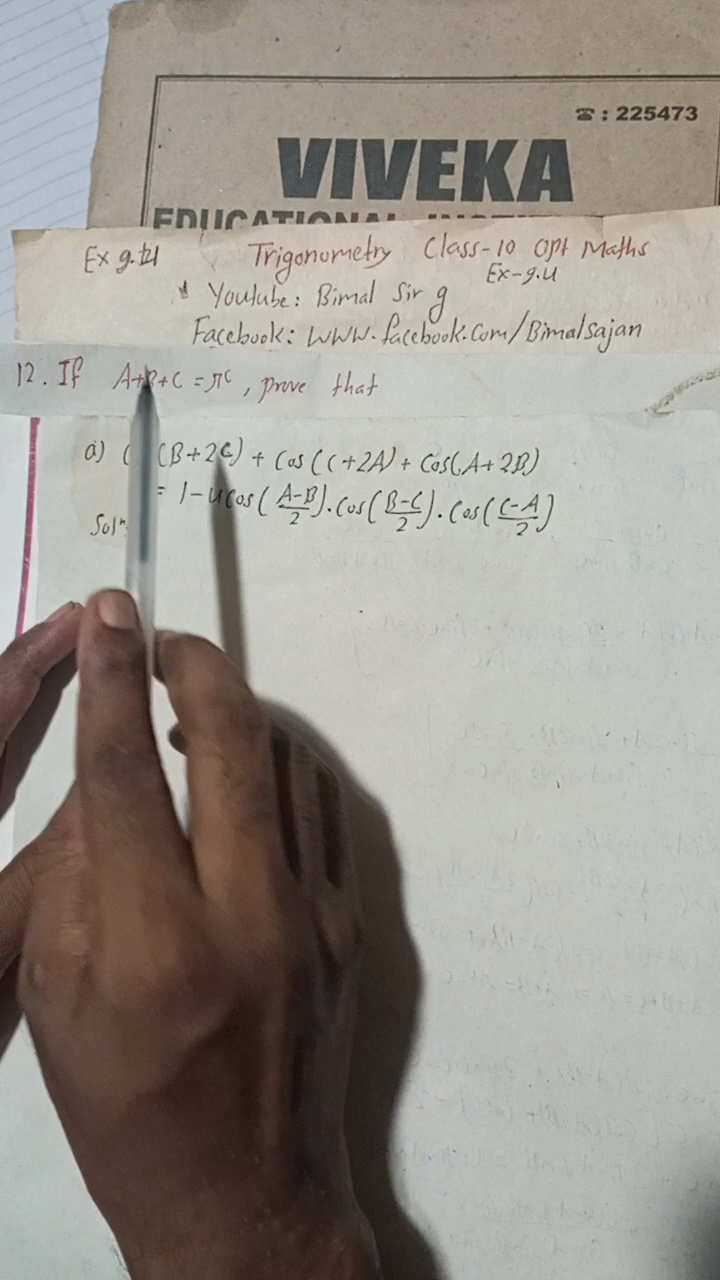 ☎ : 225473
VIVEKA
EDUCATIONAL
Ex 9.4 Trigonometry Class-10 Opt Maths
Ex-9.4
Youtube: Bimal Sir g
Facebook: WWW.facebook.Com/Bimalsajan
12. If A+B+C = πc, prove that
a) (B+2C) + Cos(C+2A) + Cos(A+2B)
= 1-4Cos(A-B/2).Cos(B-C/2).Cos(C-A/2)
Solⁿ: